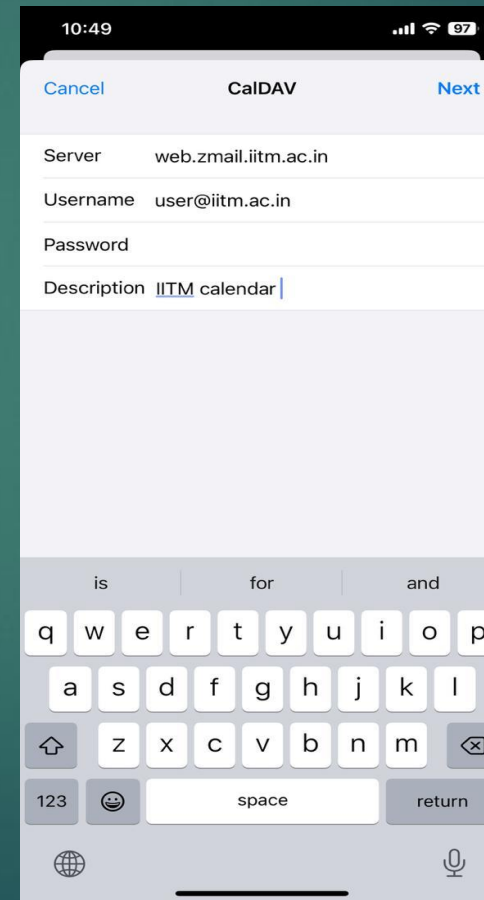 10:49
97
Cancel CalDAV Next
Server web.zmail.iitm.ac.in
Username user@iitm.ac.in
Password
Description IITM calendar
is for and
q w e r t y u i o p
a s d f g h j k l
z x c v b n m
123 space return